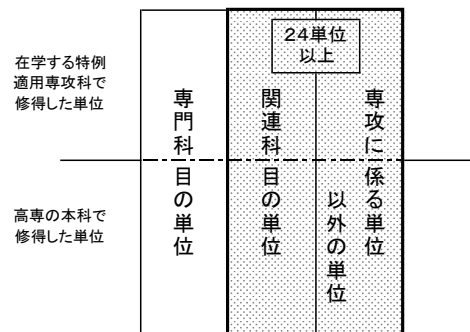 24単位
以上
在学する特例
適用専攻科で
修得した単位
高専の本科で
修得した単位
専門科目の単位
関連科目の単位
専攻に係る単位
以外の単位